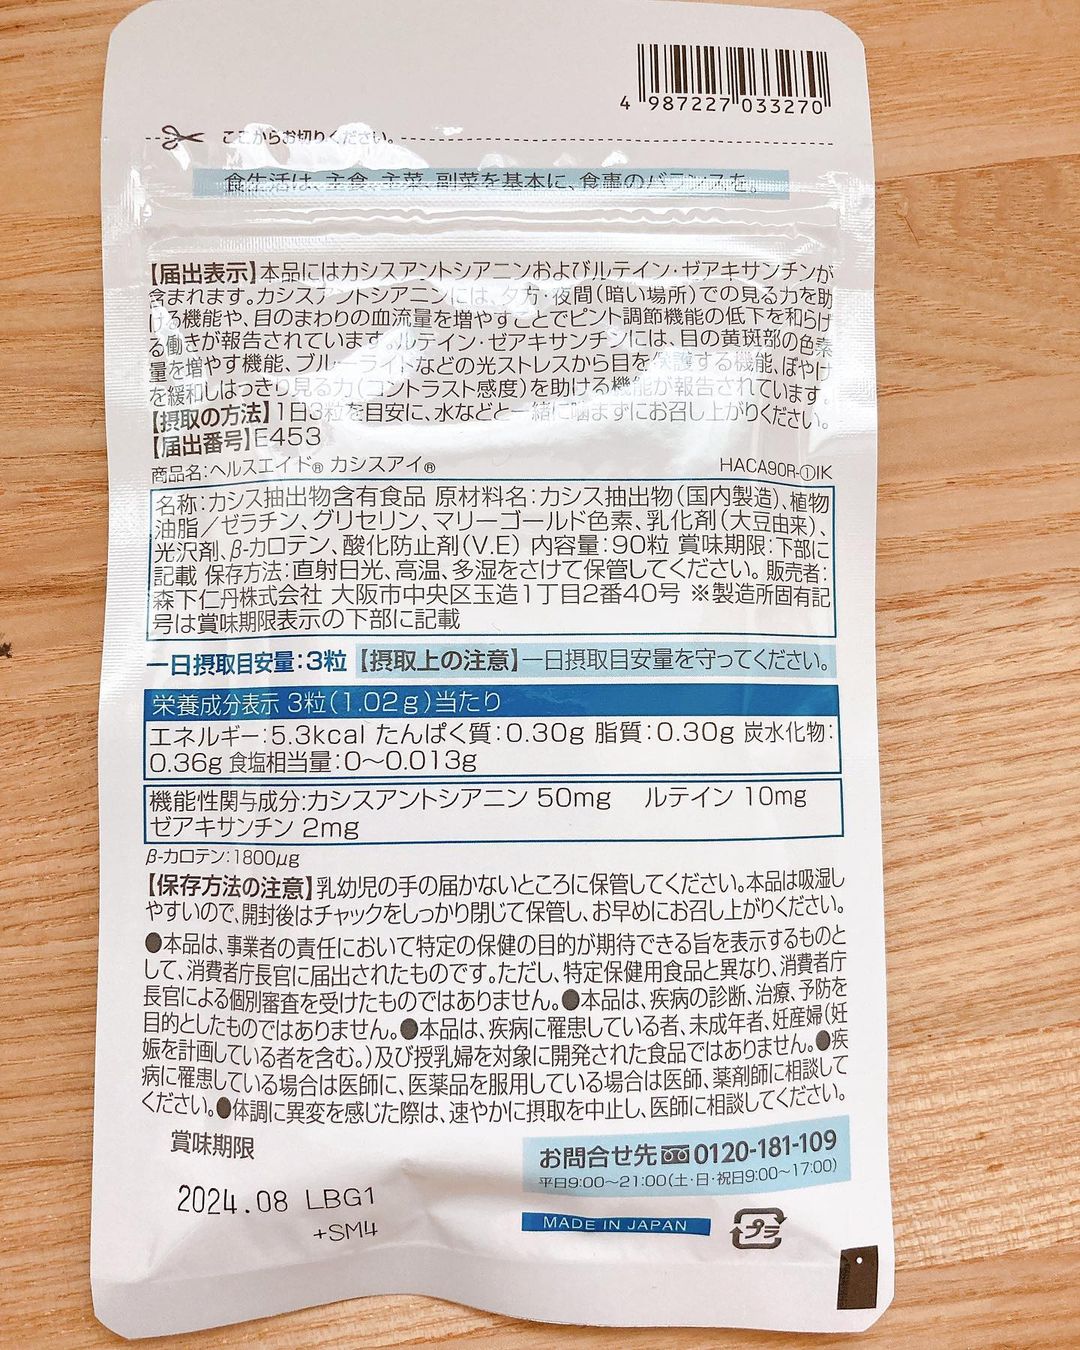 4 987227 033270
ここからお切りください。
食生活は、主食、主菜、副菜を基本に、食事のバランスを。
【届出表示】本品にはカシスアントシアニンおよびルテイン・ゼアキサンチンが
含まれます。カシスアントシアニンには、夕方・夜間(暗い場所)での見る力を助
ける機能や、目のまわりの血流量を増やすことでピント調節機能の低下を和らげ
る働きが報告されています。ルテイン・ゼアキサンチンには、目の黄斑部の色素
量を増やす機能、ブルーライトなどの光ストレスから目を保護する機能、ぼやけ
を緩和しはっきり見る力(コントラスト感度)を助ける機能が報告されています。
【摂取の方法】1日3粒を目安に、水などと一緒に噛まずにお召し上がりください。
【届出番号】E453
商品名:ヘルスエイド® カシスアイ® HACA90R-①IK
名称:カシス抽出物含有食品 原材料名:カシス抽出物(国内製造)、植物
油脂/ゼラチン、グリセリン、マリーゴールド色素、乳化剤(大豆由来)、
光沢剤、β-カロテン、酸化防止剤(V.E) 内容量:90粒 賞味期限:下部に
記載 保存方法:直射日光、高温、多湿をさけて保管してください。 販売者:
森下仁丹株式会社 大阪市中央区玉造1丁目2番40号 ※製造所固有記
号は賞味期限表示の下部に記載
一日摂取目安量:3粒 【摂取上の注意】一日摂取目安量を守ってください。
栄養成分表示 3粒(1.02g)当たり
エネルギー:5.3kcal たんぱく質:0.30g 脂質:0.30g 炭水化物:
0.36g 食塩相当量:0〜0.013g
機能性関与成分:カシスアントシアニン 50mg ルテイン 10mg
ゼアキサンチン 2mg
β-カロテン:1800μg
【保存方法の注意】乳幼児の手の届かないところに保管してください。本品は吸湿し
やすいので、開封後はチャックをしっかり閉じて保管し、お早めにお召し上がりください。
●本品は、事業者の責任において特定の保健の目的が期待できる旨を表示するものと
して、消費者庁長官に届出されたものです。ただし、特定保健用食品と異なり、消費者庁
長官による個別審査を受けたものではありません。●本品は、疾病の診断、治療、予防を
目的としたものではありません。●本品は、疾病に罹患している者、未成年者、妊産婦(妊
娠を計画している者を含む。)及び授乳婦を対象に開発された食品ではありません。●疾
病に罹患している場合は医師に、医薬品を服用している場合は医師、薬剤師に相談して
ください。●体調に異変を感じた際は、速やかに摂取を中止し、医師に相談してください。
賞味期限
2024.08 LBG1
+SM4
お問合せ先 0120-181-109
平日9:00〜21:00(土・日・祝日9:00〜17:00)
MADE IN JAPAN
プラ